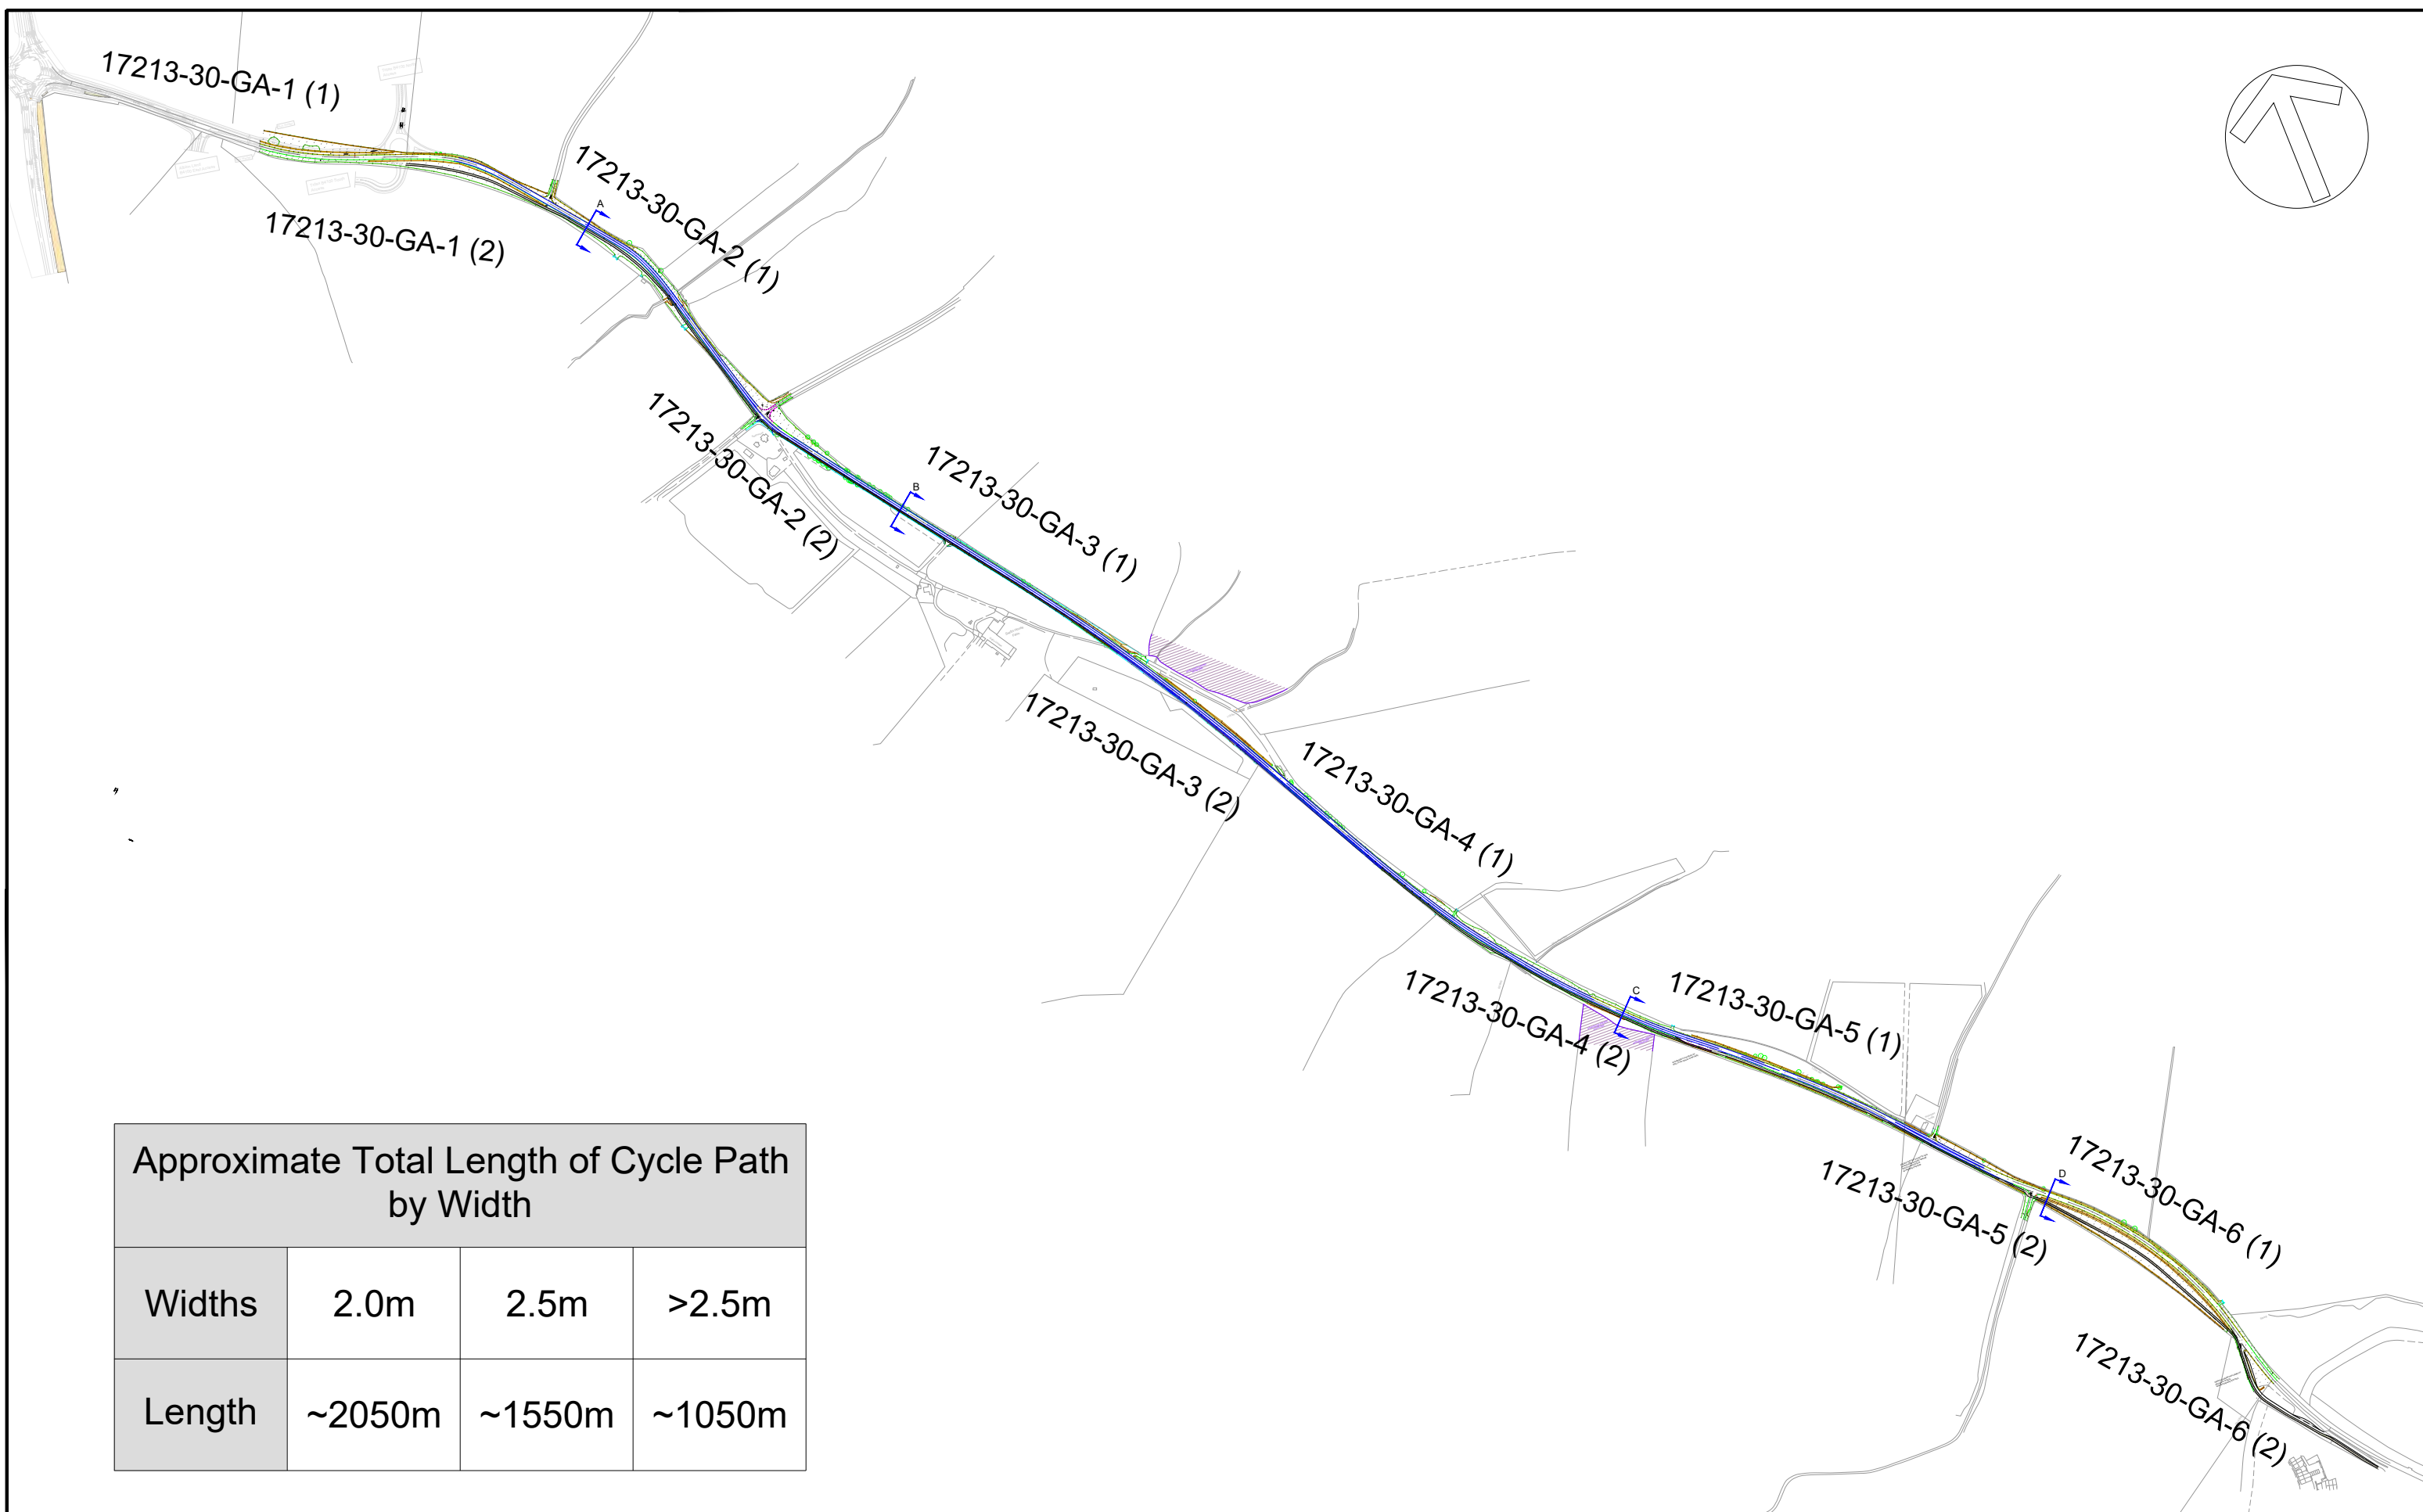 17213-30-GA-1 (1)
17213-30-GA-1 (2)
A
17213-30-GA-2 (1)
17213-30-GA-2 (2)
B
17213-30-GA-3 (1)
17213-30-GA-3 (2)
17213-30-GA-4 (1)
17213-30-GA-4 (2)
C
17213-30-GA-5 (1)
17213-30-GA-5 (2)
D
17213-30-GA-6 (1)
17213-30-GA-6 (2)
Approximate Total Length of Cycle Path
by Width
Widths 2.0m 2.5m >2.5m
Length ~2050m ~1550m ~1050m